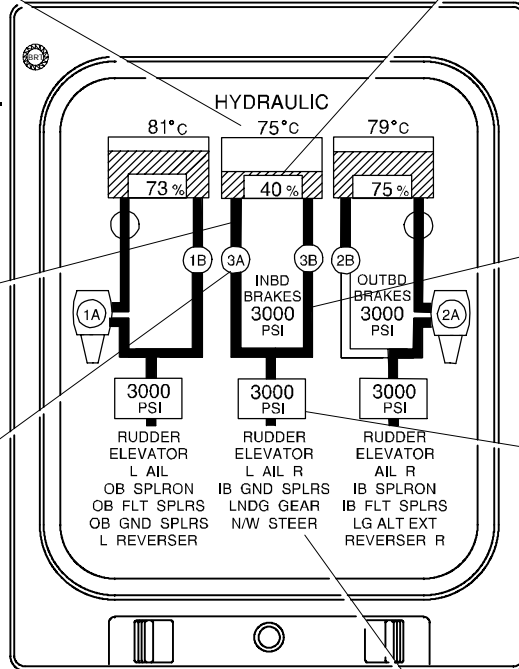 BRT
HYDRAULIC
81°C 75°C 79°C
73 % 40 % 75 %
1B 3A 3B 2B
INBD BRAKES 3000 PSI
OUTBD BRAKES 3000 PSI
1A 2A
3000 PSI
3000 PSI
3000 PSI
RUDDER
ELEVATOR
L AIL
OB SPLRON
OB FLT SPLRS
OB GND SPLRS
L REVERSER
RUDDER
ELEVATOR
L AIL R
IB GND SPLRS
LNDG GEAR
N/W STEER
RUDDER
ELEVATOR
AIL R
IB SPLRON
IB FLT SPLRS
LG ALT EXT
REVERSER R